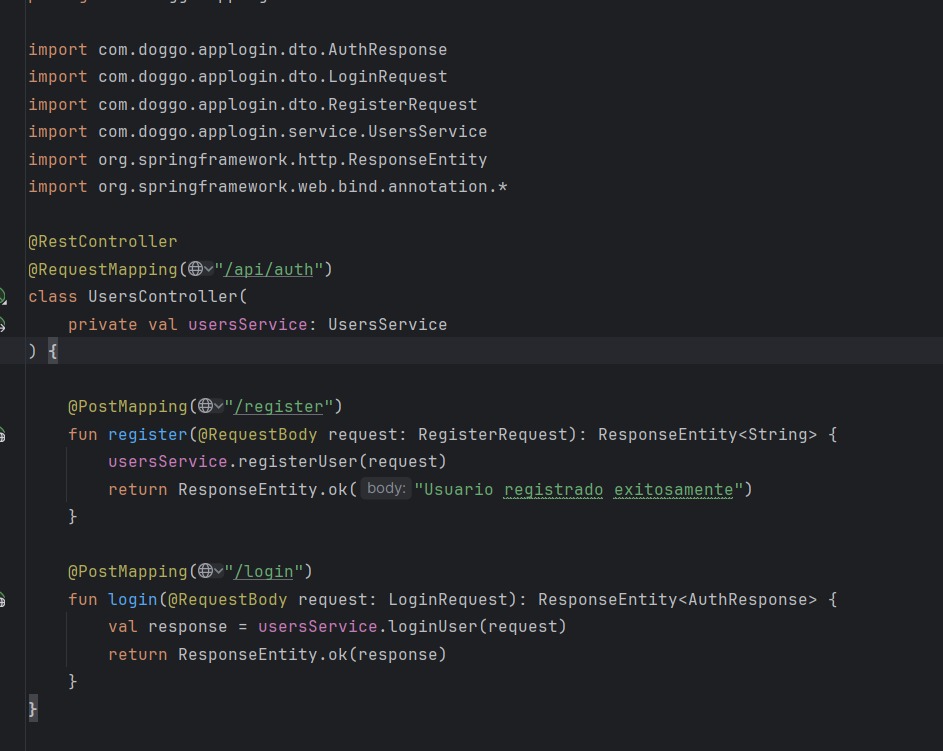 import com.doggo.applogin.dto.AuthResponse
import com.doggo.applogin.dto.LoginRequest
import com.doggo.applogin.dto.RegisterRequest
import com.doggo.applogin.service.UsersService
import org.springframework.http.ResponseEntity
import org.springframework.web.bind.annotation.*
@RestController
@RequestMapping("/api/auth")
class UsersController(
    private val usersService: UsersService
) {
    @PostMapping("/register")
    fun register(@RequestBody request: RegisterRequest): ResponseEntity<String> {
        usersService.registerUser(request)
        return ResponseEntity.ok( body: "Usuario registrado exitosamente")
    }
    @PostMapping("/login")
    fun login(@RequestBody request: LoginRequest): ResponseEntity<AuthResponse> {
        val response = usersService.loginUser(request)
        return ResponseEntity.ok(response)
    }
}